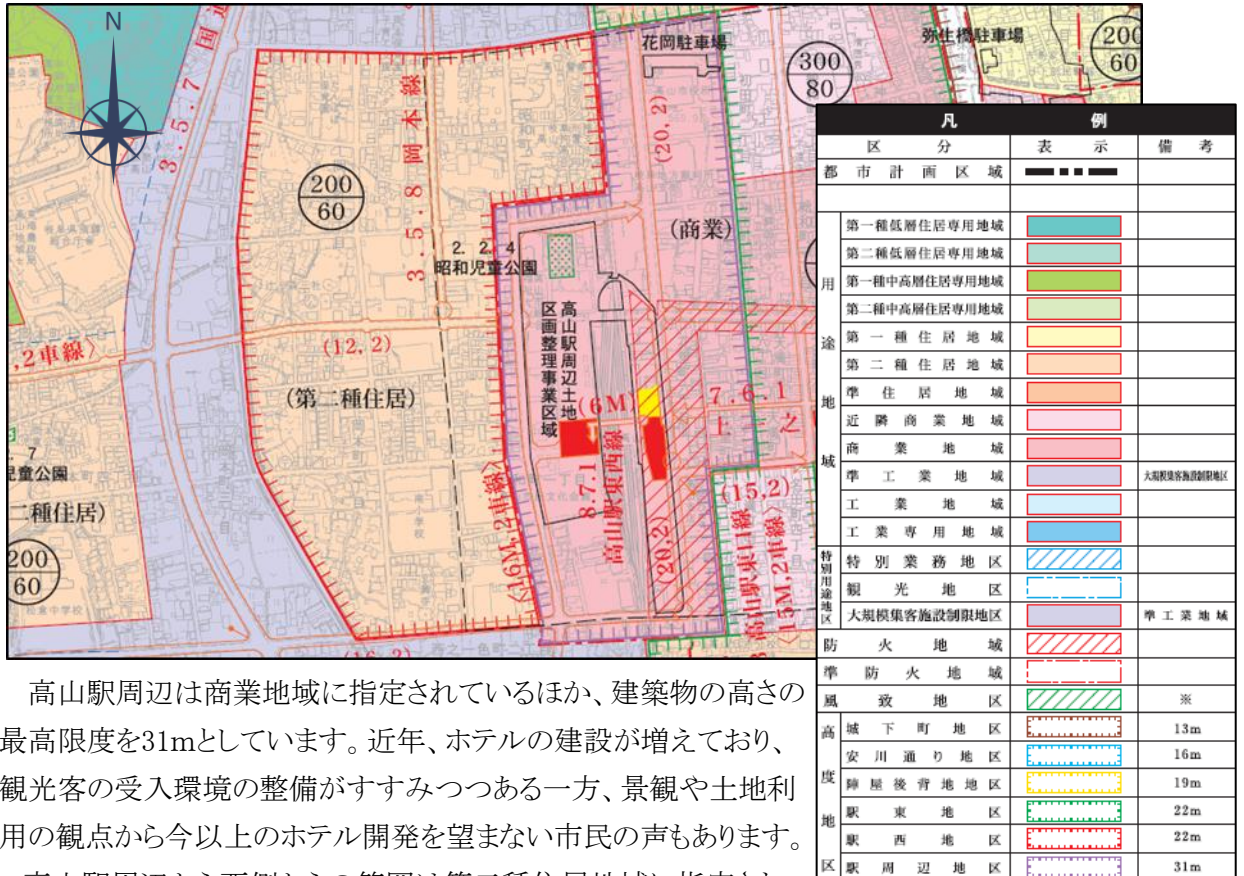 N
国道
3.5.7
3.5.8 岡本線
花岡駐車場
弥生橋駐車場
200
60
300
80
(20,2)
200
60
(商業)
2.2.4
昭和児童公園
高山駅周辺土地
区画整理事業区域
,2車線〉
(12,2)
(第二種住居)
(6M)
7.6.1
上一之
8.7.1
高山駅東西線
〈16M,2車線〉
(20,2)
(15,2)
3 高山駅東口線
15M,2車線〉
7
児童公園
二種住居)
200
60
(16,2)
凡例
区分 表示 備考
都市計画区域
用途地域
第一種低層住居専用地域
第二種低層住居専用地域
第一種中高層住居専用地域
第二種中高層住居専用地域
第一種住居地域
第二種住居地域
準住居地域
近隣商業地域
商業地域
準工業地域 大規模集客施設制限地区
工業地域
工業専用地域
特別用途地区
特別業務地区
観光地区
大規模集客施設制限地区 準工業地域
防火地域
準防火地域
風致地区 ※
高度地区
城下町地区 13m
安川通り地区 16m
陣屋後背地地区 19m
駅東地区 22m
駅西地区 22m
駅周辺地区 31m
高山駅周辺は商業地域に指定されているほか、建築物の高さの
最高限度を31mとしています。近年、ホテルの建設が増えており、
観光客の受入環境の整備がすすみつつある一方、景観や土地利
用の観点から今以上のホテル開発を望まない市民の声もあります。